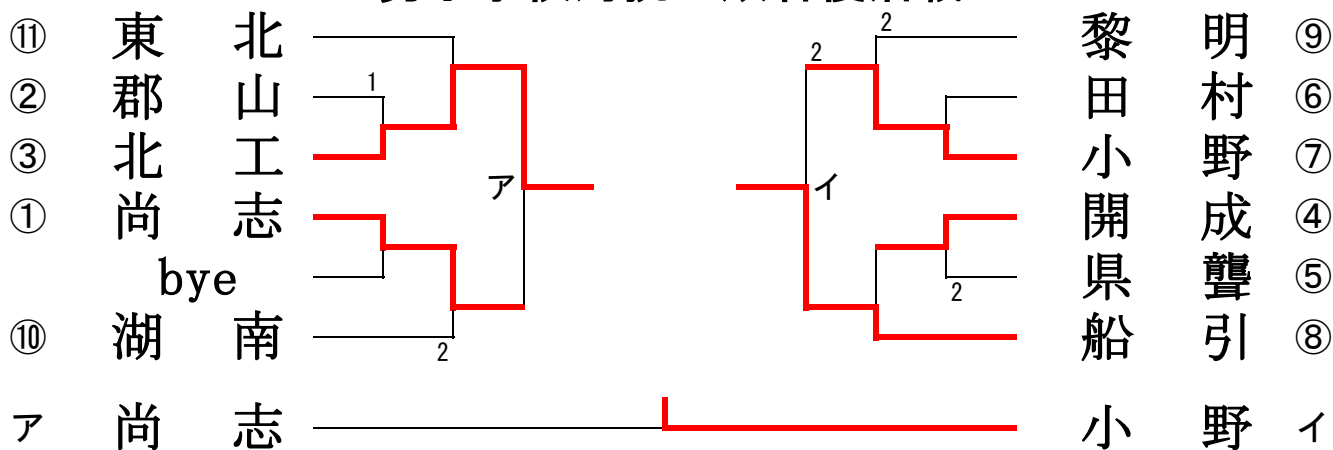 ⑪ 東 北 2 黎 明 ⑨
2
② 郡 山 1 田 村 ⑥
③ 北 工 小 野 ⑦
ア イ
① 尚 志 開 成 ④
bye 2 県 聾 ⑤
⑩ 湖 南 2 船 引 ⑧
ア 尚 志 小 野 イ